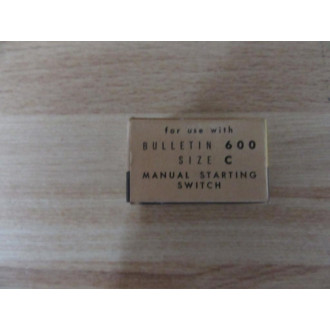 for use with
BULLETIN 600
SIZE C
MANUAL STARTING
SWITCH